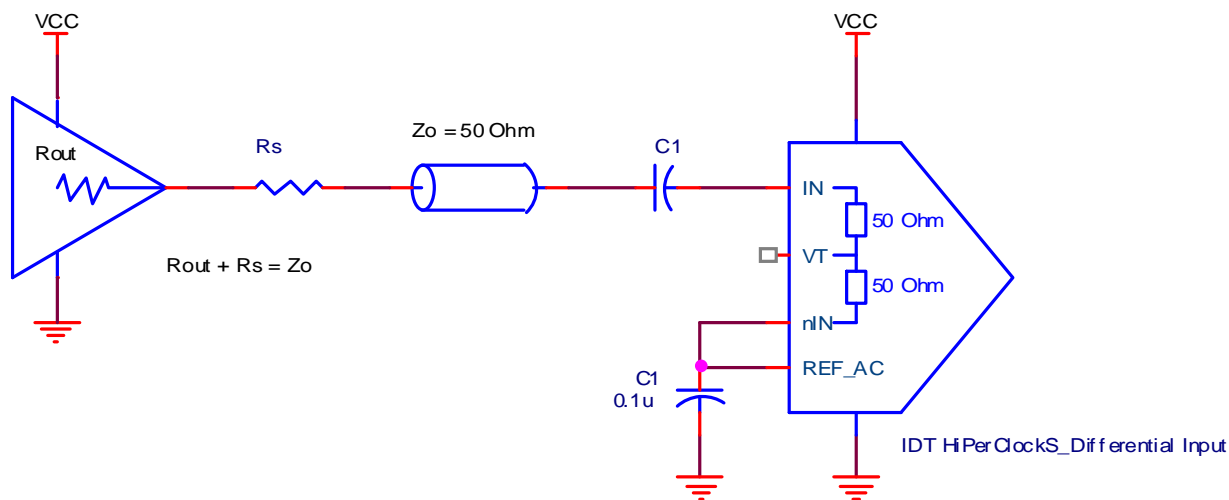 VCC
VCC
Rout
Rs
Zo = 50 Ohm
C1
IN
50 Ohm
VT
50 Ohm
Rout + Rs = Zo
nIN
REF_AC
C1
0.1u
IDT HiPerClockS_Differential Input